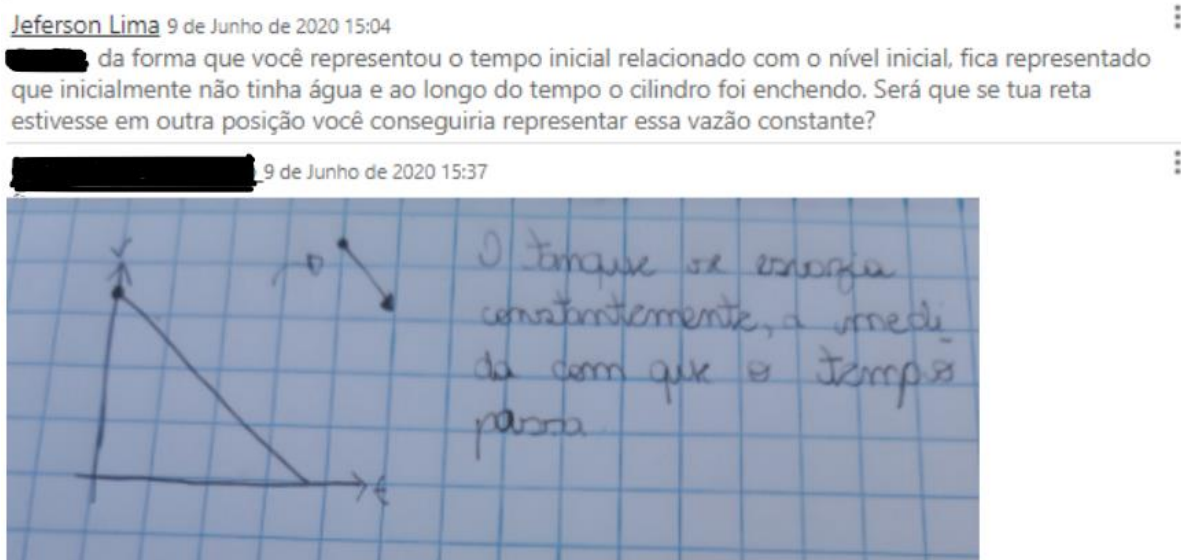 Jeferson Lima 9 de Junho de 2020 15:04
da forma que você representou o tempo inicial relacionado com o nível inicial, fica representado
que inicialmente não tinha água e ao longo do tempo o cilindro foi enchendo. Será que se tua reta
estivesse em outra posição você conseguiria representar essa vazão constante?
9 de Junho de 2020 15:37
V
O tanque se esvazia
constantemente, a medi
da com que o tempo
passa
t